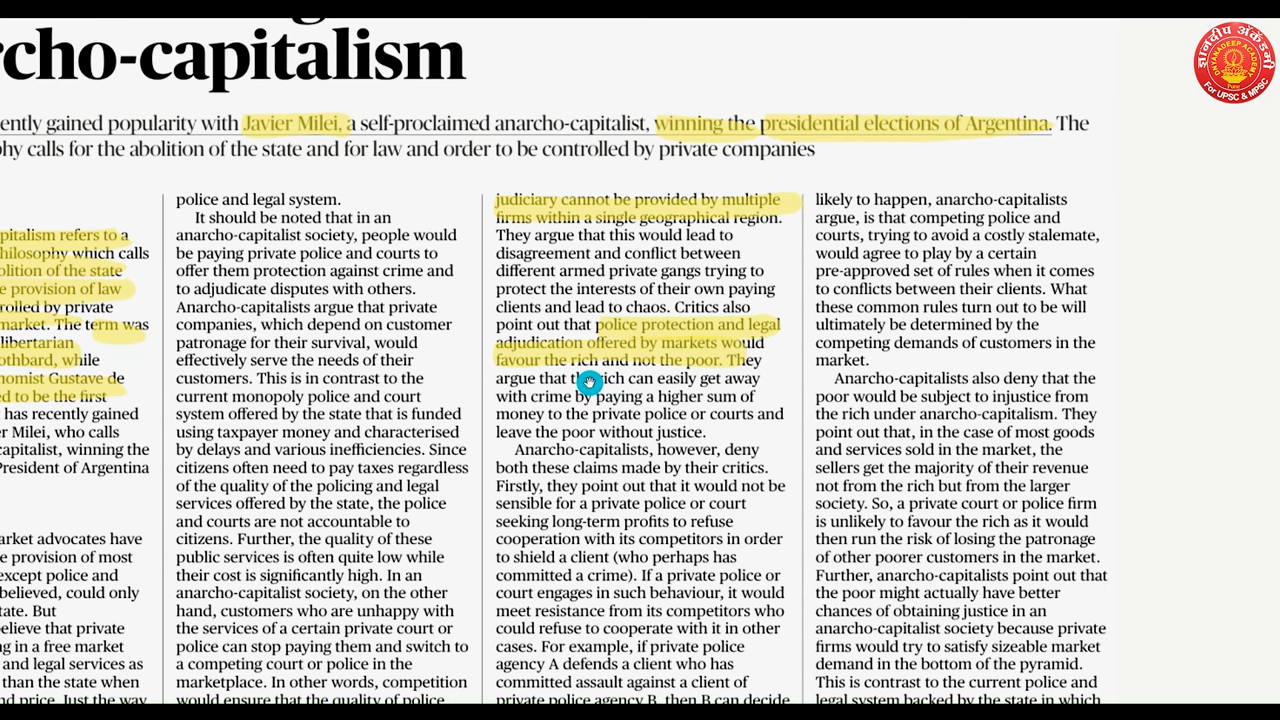 rcho-capitalism
ently gained popularity with Javier Milei, a self-proclaimed anarcho-capitalist, winning the presidential elections of Argentina. The
phy calls for the abolition of the state and for law and order to be controlled by private companies
pitalism refers to a
hilosophy which calls
olition of the state
e provision of law
rolled by private
market. The term was
libertarian
othbard, while
nomist Gustave de
ed to be the first
t has recently gained
er Milei, who calls
capitalist, winning the
President of Argentina
arket advocates have
e provision of most
except police and
believed, could only
tate. But
elieve that private
ng in a free market
and legal services as
than the state when
nd price. Just the way
police and legal system.
It should be noted that in an
anarcho-capitalist society, people would
be paying private police and courts to
offer them protection against crime and
to adjudicate disputes with others.
Anarcho-capitalists argue that private
companies, which depend on customer
patronage for their survival, would
effectively serve the needs of their
customers. This is in contrast to the
current monopoly police and court
system offered by the state that is funded
using taxpayer money and characterised
by delays and various inefficiencies. Since
citizens often need to pay taxes regardless
of the quality of the policing and legal
services offered by the state, the police
and courts are not accountable to
citizens. Further, the quality of these
public services is often quite low while
their cost is significantly high. In an
anarcho-capitalist society, on the other
hand, customers who are unhappy with
the services of a certain private court or
police can stop paying them and switch to
a competing court or police in the
marketplace. In other words, competition
would ensure that the quality of police
judiciary cannot be provided by multiple
firms within a single geographical region.
They argue that this would lead to
disagreement and conflict between
different armed private gangs trying to
protect the interests of their own paying
clients and lead to chaos. Critics also
point out that police protection and legal
adjudication offered by markets would
favour the rich and not the poor. They
argue that rich can easily get away
with crime by paying a higher sum of
money to the private police or courts and
leave the poor without justice.
Anarcho-capitalists, however, deny
both these claims made by their critics.
Firstly, they point out that it would not be
sensible for a private police or court
seeking long-term profits to refuse
cooperation with its competitors in order
to shield a client (who perhaps has
committed a crime). If a private police or
court engages in such behaviour, it would
meet resistance from its competitors who
could refuse to cooperate with it in other
cases. For example, if private police
agency A defends a client who has
committed assault against a client of
private police agency B, then B can decide
likely to happen, anarcho-capitalists
argue, is that competing police and
courts, trying to avoid a costly stalemate,
would agree to play by a certain
pre-approved set of rules when it comes
to conflicts between their clients. What
these common rules turn out to be will
ultimately be determined by the
competing demands of customers in the
market.
Anarcho-capitalists also deny that the
poor would be subject to injustice from
the rich under anarcho-capitalism. They
point out that, in the case of most goods
and services sold in the market, the
sellers get the majority of their revenue
not from the rich but from the larger
society. So, a private court or police firm
is unlikely to favour the rich as it would
then run the risk of losing the patronage
of other poorer customers in the market.
Further, anarcho-capitalists point out that
the poor might actually have better
chances of obtaining justice in an
anarcho-capitalist society because private
firms would try to satisfy sizeable market
demand in the bottom of the pyramid.
This is contrast to the current police and
legal system backed by the state in which
ज्ञानदीप अॅकॅडमी
DNYANADEEP ACADEMY
Pune
For UPSC & MPSC